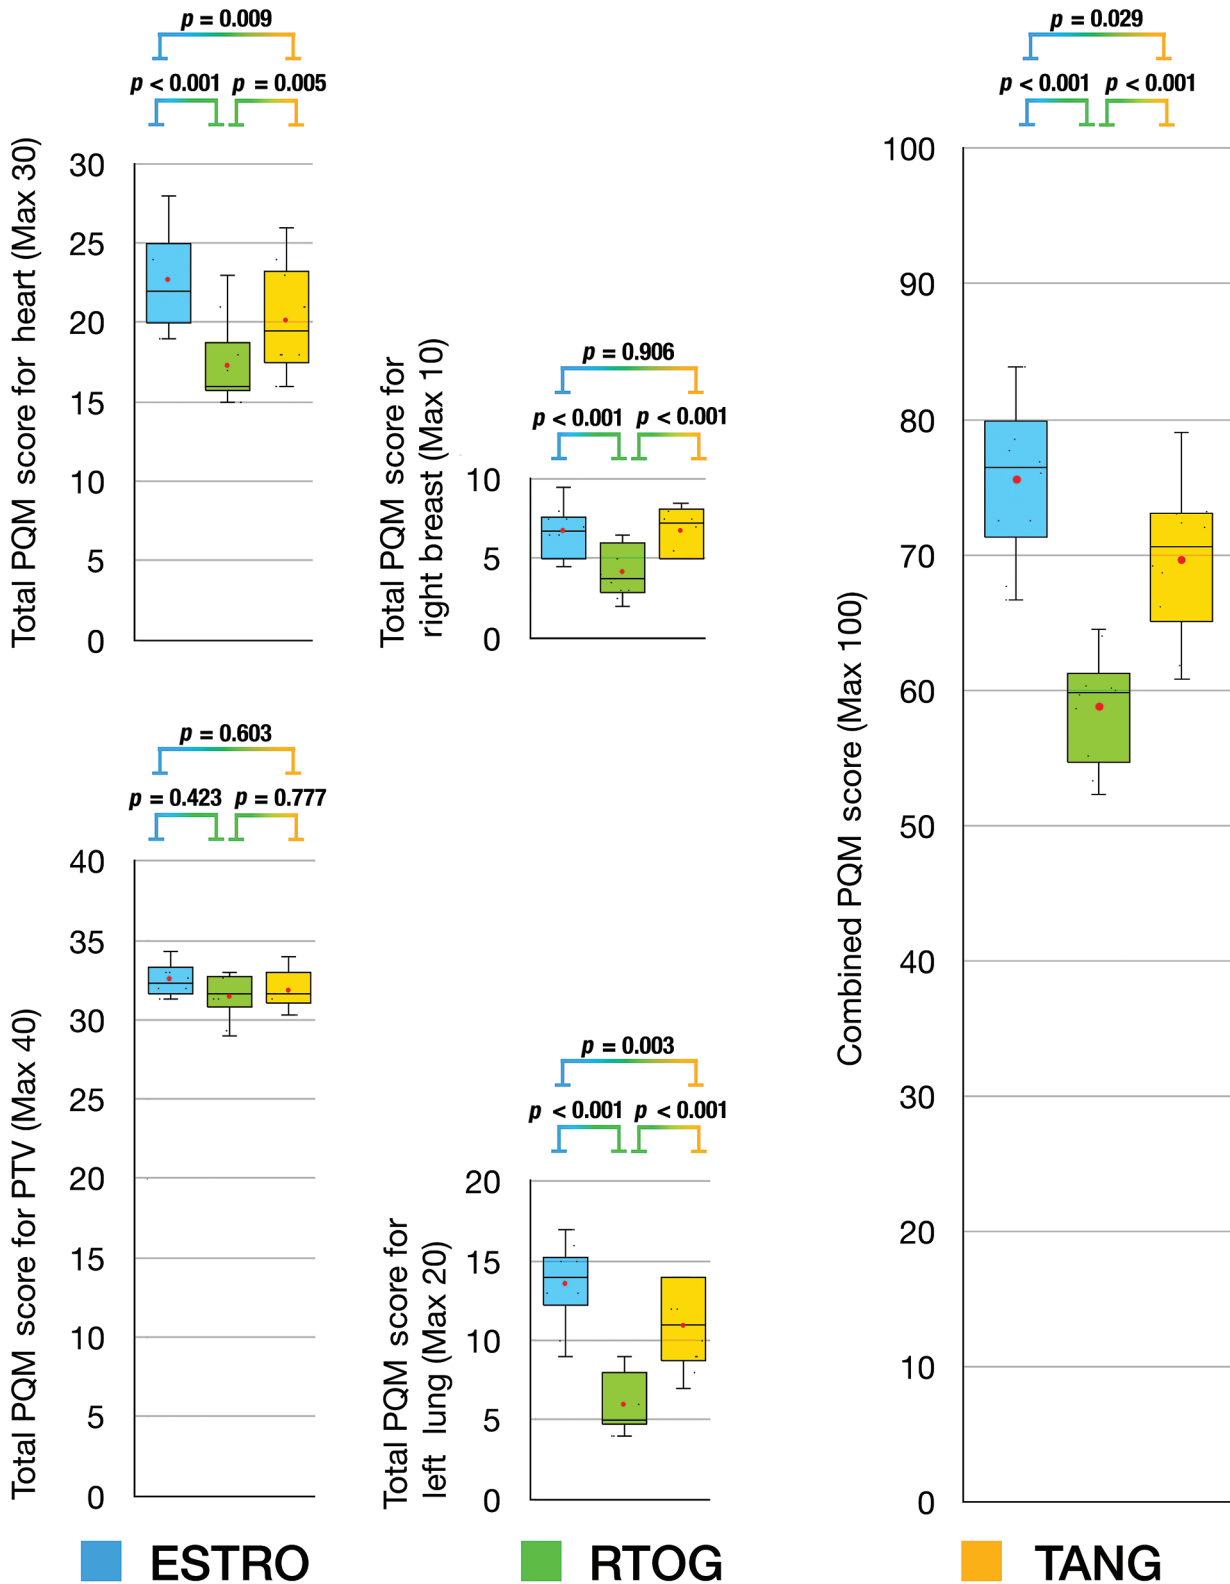 p = 0.009
p < 0.001 p = 0.005
Total PQM score for heart (Max 30)
30
25
20
15
10
5
0
p = 0.906
p < 0.001 p < 0.001
Total PQM score for
right breast (Max 10)
10
5
0
p = 0.603
p = 0.423 p = 0.777
Total PQM score for PTV (Max 40)
40
35
30
25
20
15
10
5
0
p = 0.003
p < 0.001 p < 0.001
Total PQM score for
left lung (Max 20)
20
15
10
5
0
p = 0.029
p < 0.001 p < 0.001
Combined PQM score (Max 100)
100
90
80
70
60
50
40
30
20
10
0
ESTRO RTOG TANG